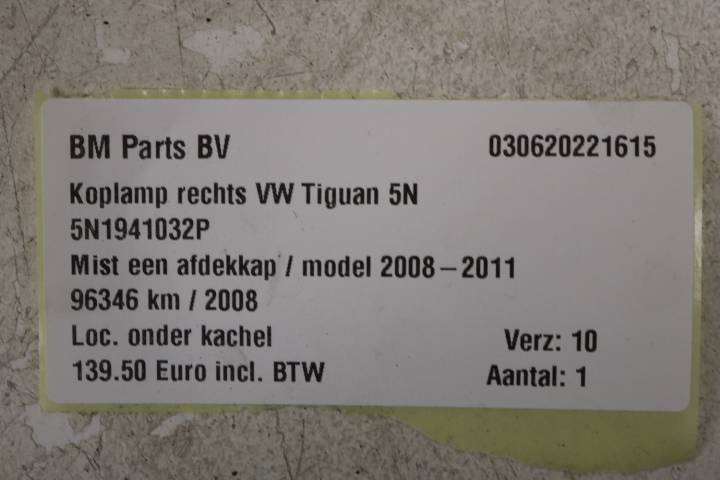 BM Parts BV 030620221615
Koplamp rechts VW Tiguan 5N
5N1941032P
Mist een afdekkap / model 2008 – 2011
96346 km / 2008
Loc. onder kachel Verz: 10
139.50 Euro incl. BTW Aantal: 1